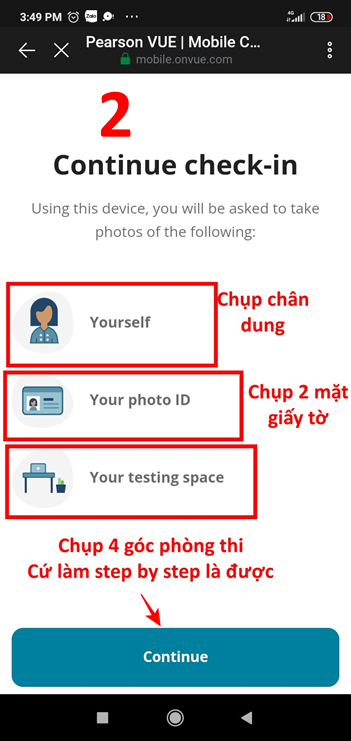 3:49 PM Zalo 4G 18
Pearson VUE | Mobile C...
mobile.onvue.com
2
Continue check-in
Using this device, you will be asked to take
photos of the following:
Yourself
Chụp chân
dung
Your photo ID
Chụp 2 mặt
giấy tờ
Your testing space
Chụp 4 góc phòng thi
Cứ làm step by step là được
Continue